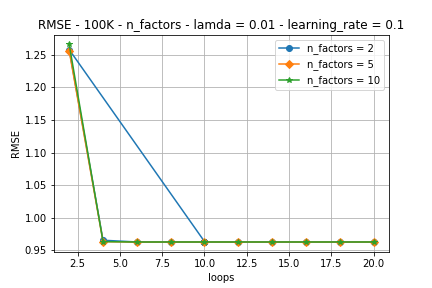 RMSE - 100K - n_factors - lamda = 0.01 - learning_rate = 0.1
n_factors = 2
n_factors = 5
n_factors = 10
RMSE
1.25
1.20
1.15
1.10
1.05
1.00
0.95
2.5 5.0 7.5 10.0 12.5 15.0 17.5 20.0
loops